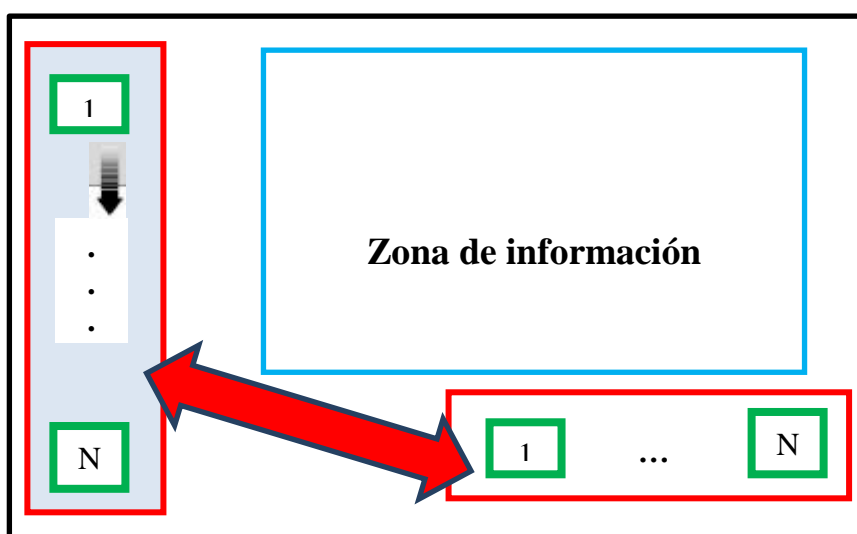 1
.
.
.
N
Zona de información
1 ... N